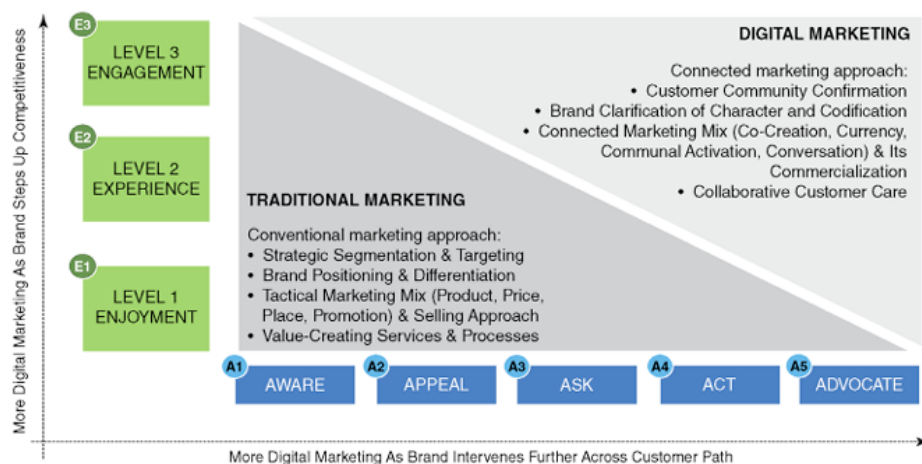 More Digital Marketing As Brand Steps Up Competitiveness
E3
LEVEL 3
ENGAGEMENT
E2
LEVEL 2
EXPERIENCE
E1
LEVEL 1
ENJOYMENT
DIGITAL MARKETING
Connected marketing approach:
• Customer Community Confirmation
• Brand Clarification of Character and Codification
• Connected Marketing Mix (Co-Creation, Currency,
Communal Activation, Conversation) & Its
Commercialization
• Collaborative Customer Care
TRADITIONAL MARKETING
Conventional marketing approach:
• Strategic Segmentation & Targeting
• Brand Positioning & Differentiation
• Tactical Marketing Mix (Product, Price,
Place, Promotion) & Selling Approach
• Value-Creating Services & Processes
A1
AWARE
A2
APPEAL
A3
ASK
A4
ACT
A5
ADVOCATE
More Digital Marketing As Brand Intervenes Further Across Customer Path